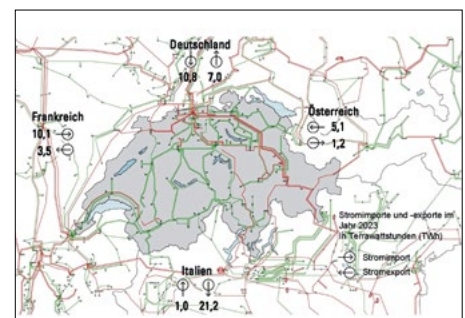 Deutschland
10,8 7,0
Frankreich
10,1
3,5
Österreich
5,1
1,2
Stromimporte und -exporte im
Jahr 2023
In Terrawattstunden (TWh)
Stromimport
Stromexport
Italien
1,0 21,2